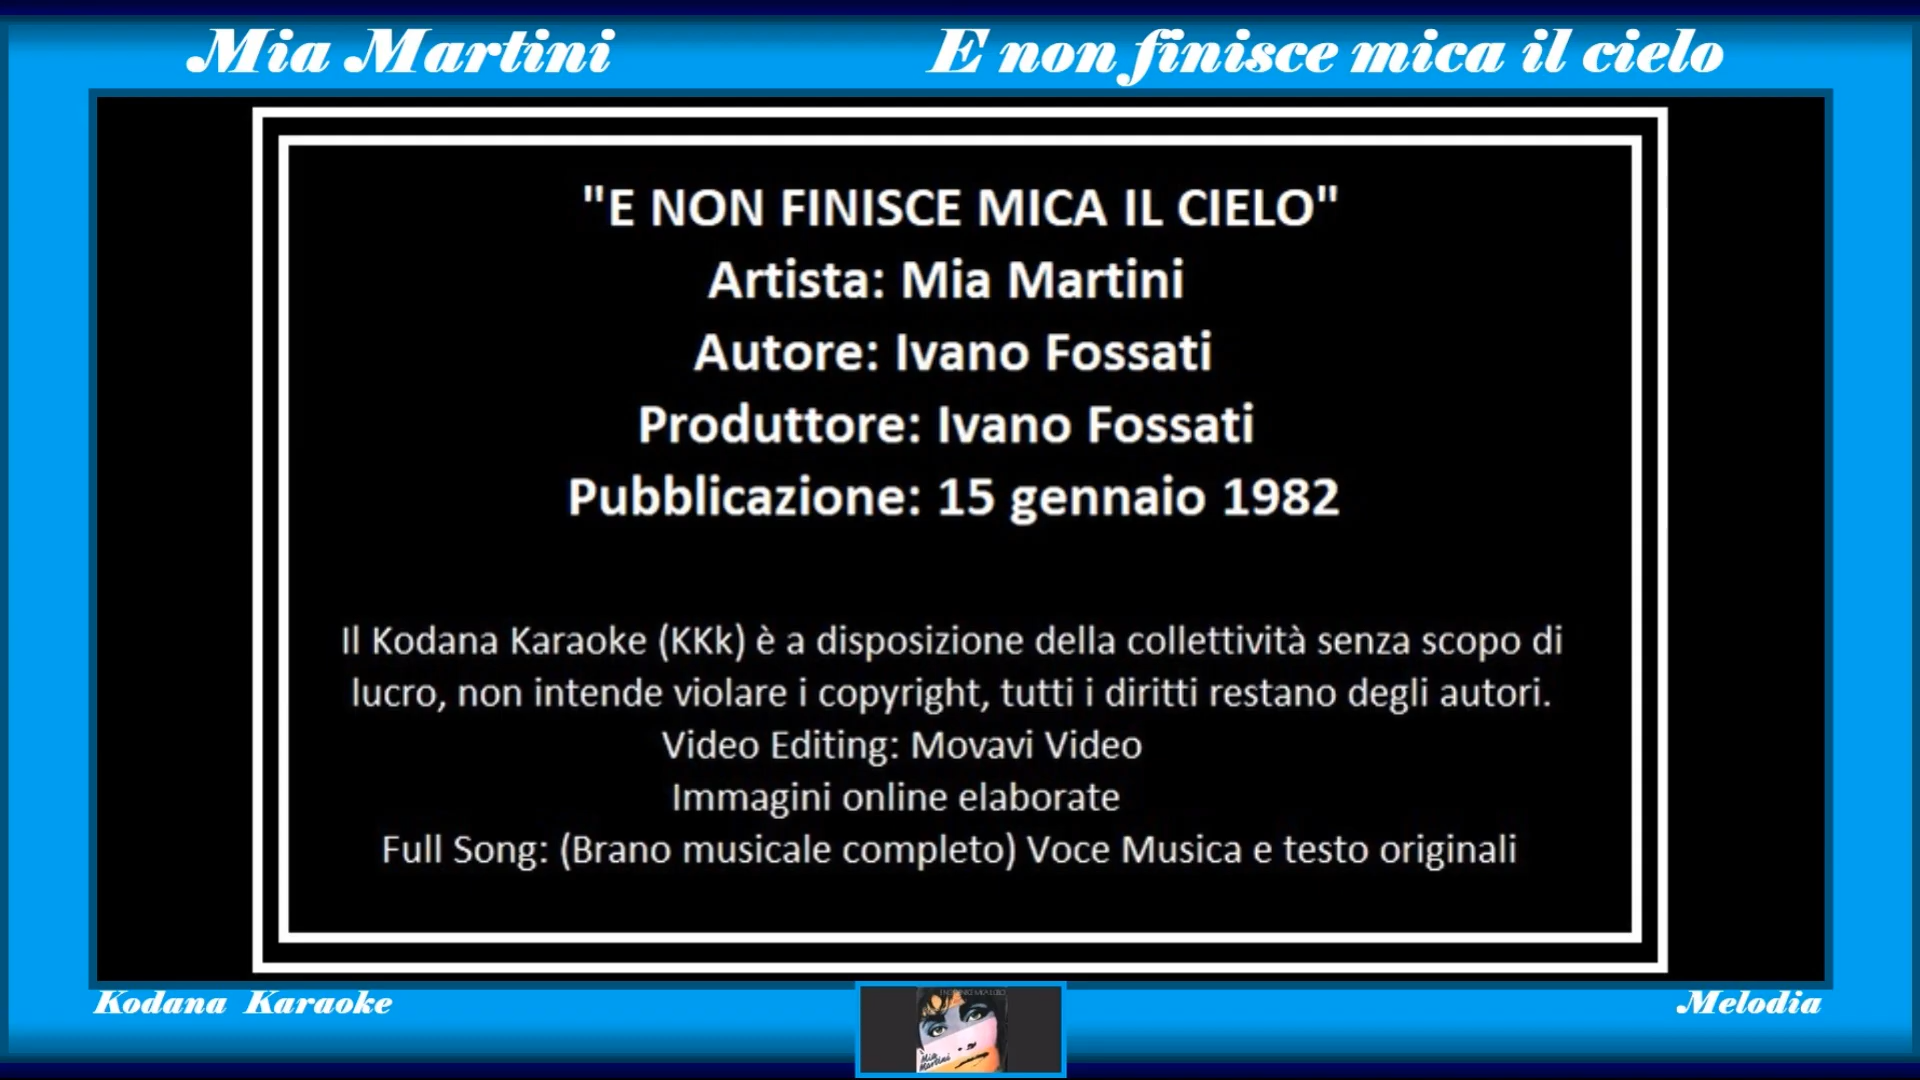 Mia Martini
E non finisce mica il cielo
"E NON FINISCE MICA IL CIELO"
Artista: Mia Martini
Autore: Ivano Fossati
Produttore: Ivano Fossati
Pubblicazione: 15 gennaio 1982
Il Kodana Karaoke (KKk) è a disposizione della collettività senza scopo di
lucro, non intende violare i copyright, tutti i diritti restano degli autori.
Video Editing: Movavi Video
Immagini online elaborate
Full Song: (Brano musicale completo) Voce Musica e testo originali
Kodana Karaoke
Mia
Martini
Melodia